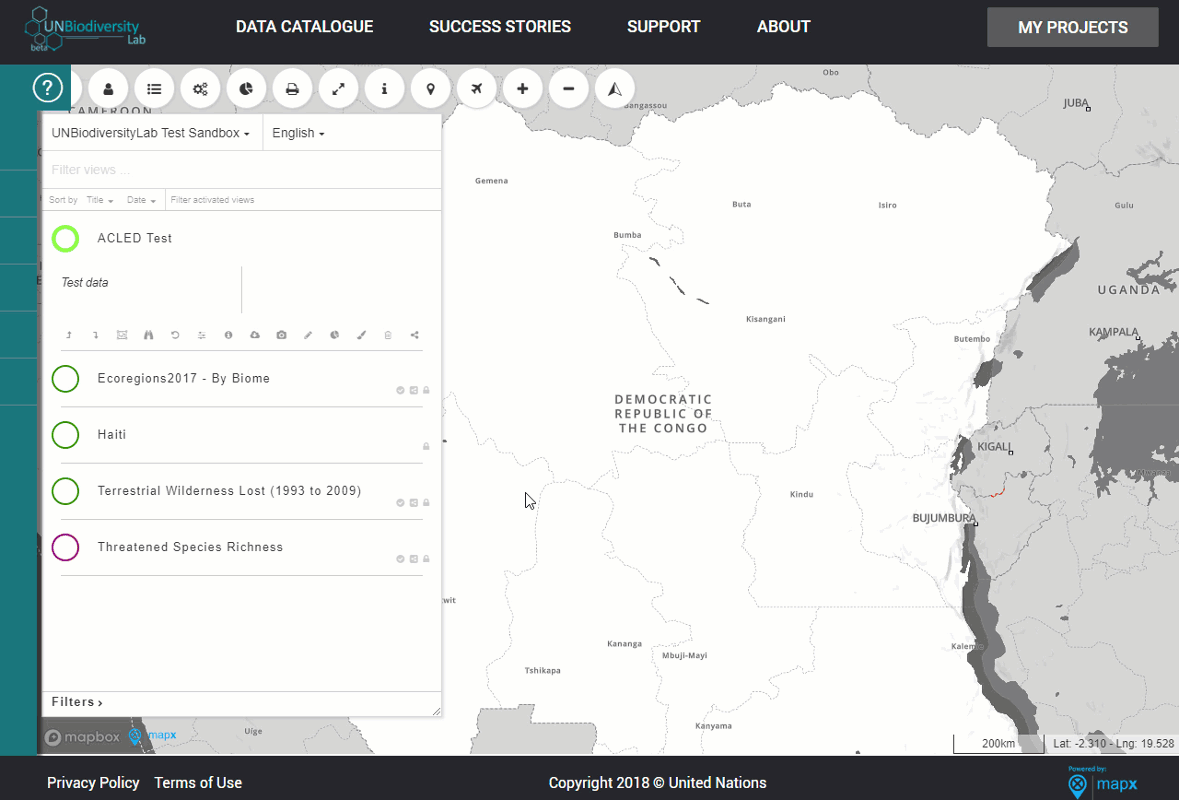 UNBiodiversity
Lab
beta
DATA CATALOGUE
SUCCESS STORIES
SUPPORT
ABOUT
MY PROJECTS
?
CAMEROON
UNBiodiversityLab Test Sandbox
English
Filter views ...
Sort by Title Date Filter activated views
ACLED Test
Test data
Ecoregions2017 - By Biome
Haiti
Terrestrial Wilderness Lost (1993 to 2009)
Threatened Species Richness
Filters
Obo
JUBA
Gemena
Buta
Isiro
Gulu
Bumba
UGANDA
Kisangani
Butembo
KAMPALA
DEMOCRATIC
REPUBLIC OF
THE CONGO
KIGALI
Mwanza
Kindu
BUJUMBURA
Kananga
Mbuji-Mayi
Kalemie
Tshikapa
Kanyama
Uíge
mapbox
mapx
200km
Lat: -2.310 - Lng: 19.528
Privacy Policy
Terms of Use
Copyright 2018 © United Nations
Powered by:
mapx